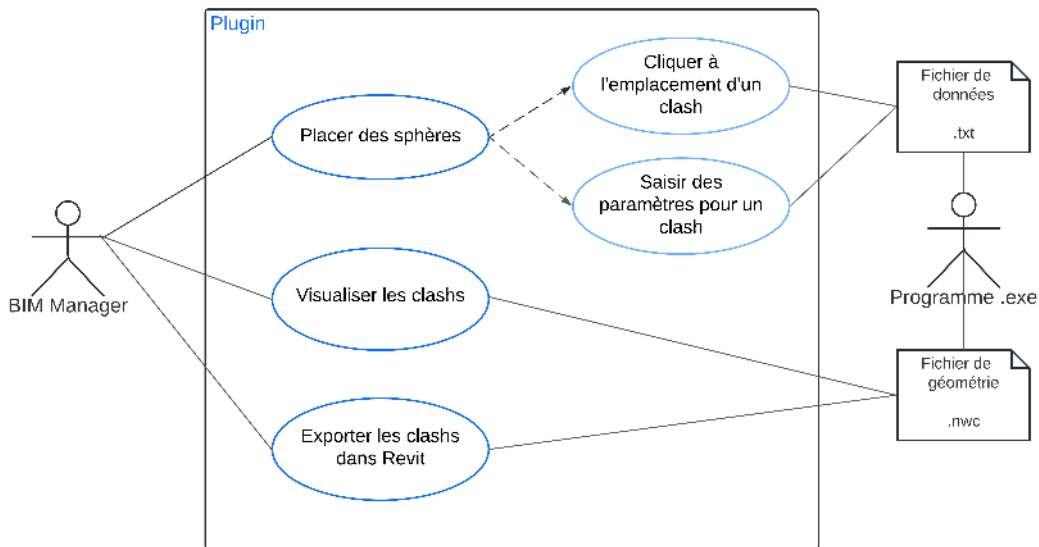 Plugin
Cliquer à
l'emplacement d'un
clash
Fichier de
données
.txt
Placer des sphères
Saisir des
paramètres pour un
clash
BIM Manager
Visualiser les clashs
Programme .exe
Fichier de
géométrie
.nwc
Exporter les clashs
dans Revit